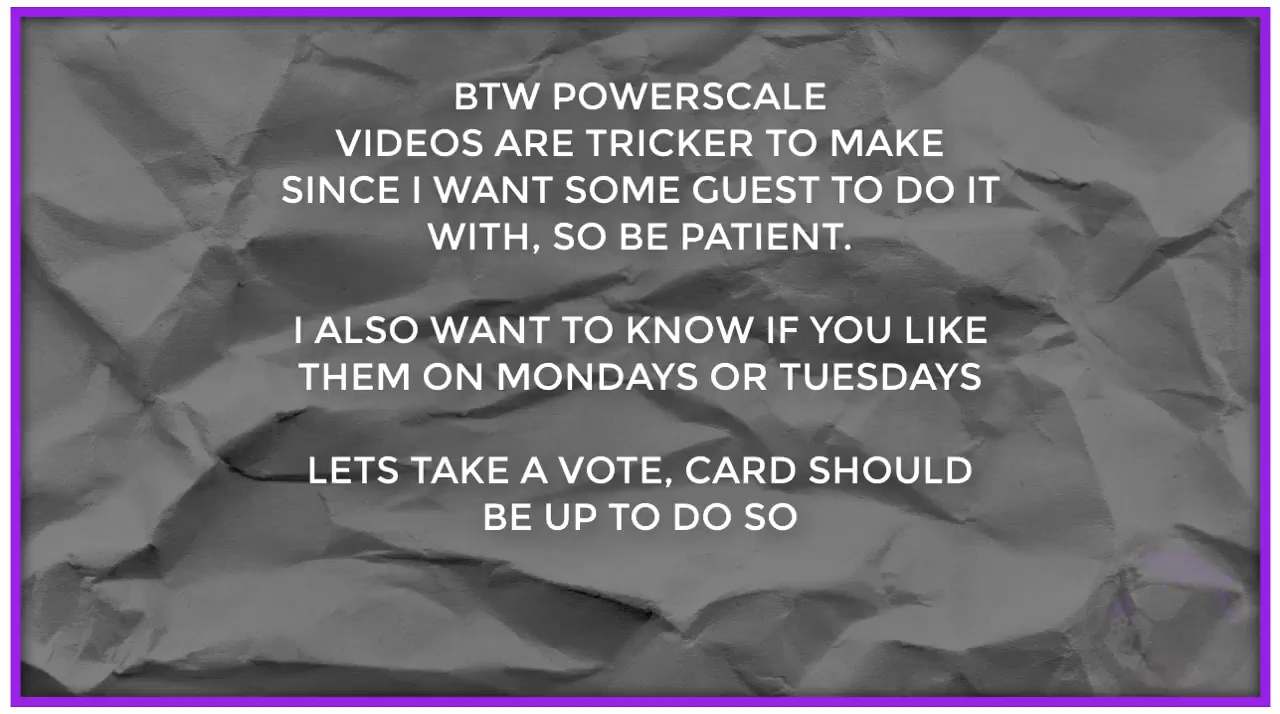 BTW POWERSCALE
VIDEOS ARE TRICKER TO MAKE
SINCE I WANT SOME GUEST TO DO IT
WITH, SO BE PATIENT.
I ALSO WANT TO KNOW IF YOU LIKE
THEM ON MONDAYS OR TUESDAYS
LETS TAKE A VOTE, CARD SHOULD
BE UP TO DO SO